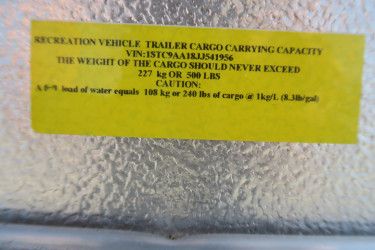 RECREATION VEHICLE TRAILER CARGO CARRYING CAPACITY
VIN:1STC9AA18JJ541956
THE WEIGHT OF THE CARGO SHOULD NEVER EXCEED
227 kg OR 500 LBS
CAUTION:
A full load of water equals 108 kg or 240 lbs of cargo @ 1kg/L (8.3lb/gal)